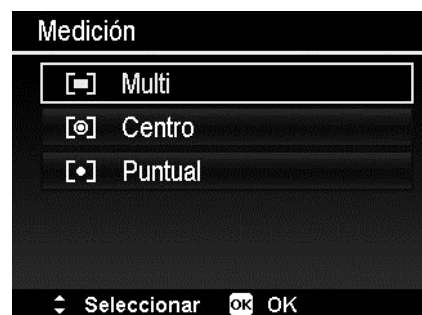 Medición
Multi
Centro
Puntual
Seleccionar OK OK